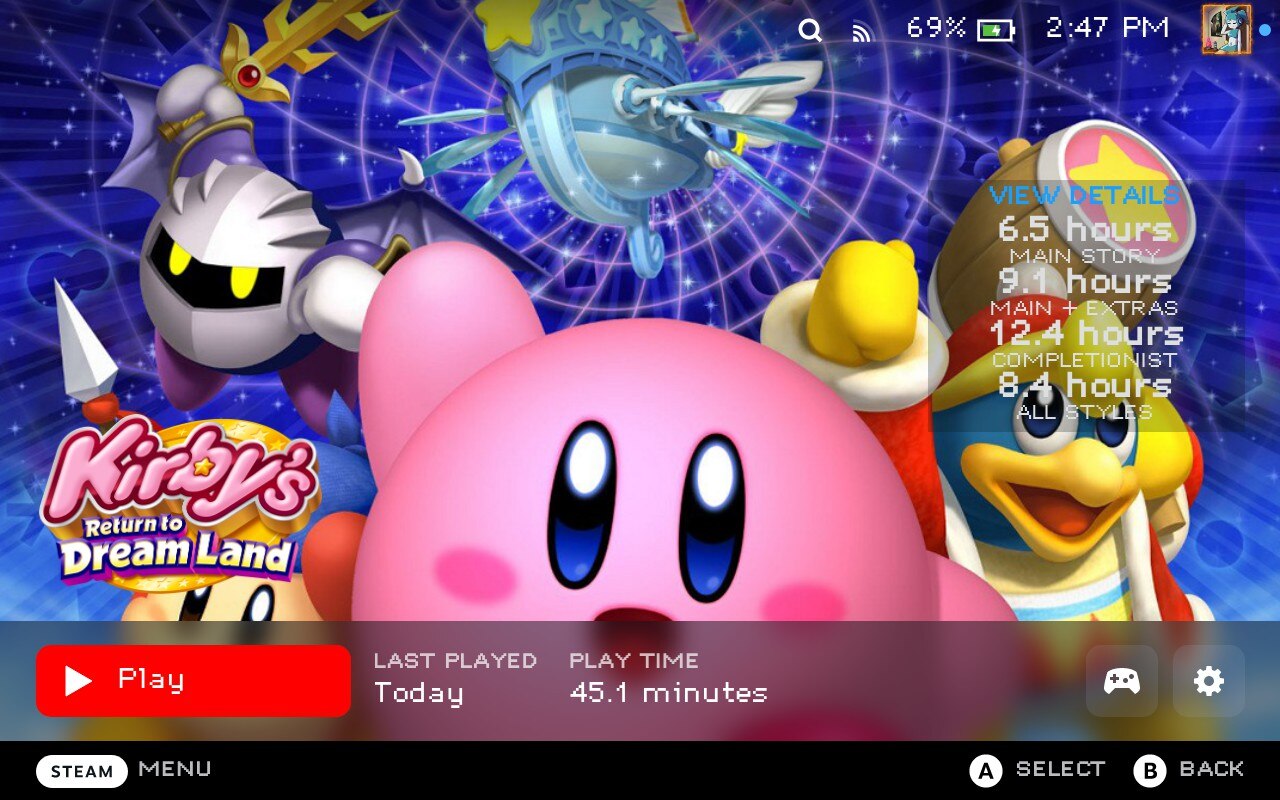 69% 2:47 PM
VIEW DETAILS
6.5 hours
MAIN STORY
9.1 hours
MAIN + EXTRAS
12.4 hours
COMPLETIONIST
8.4 hours
ALL STYLES
Kirby's
Return to
Dream Land
Play
LAST PLAYED
Today
PLAY TIME
45.1 minutes
STEAM MENU
A SELECT B BACK